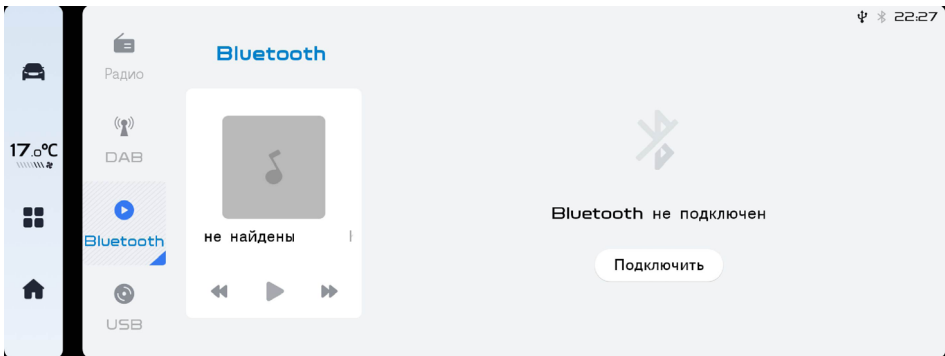 22:27
Радио
Bluetooth
17.0°C
DAB
Bluetooth
не найдены
Bluetooth не подключен
Подключить
USB